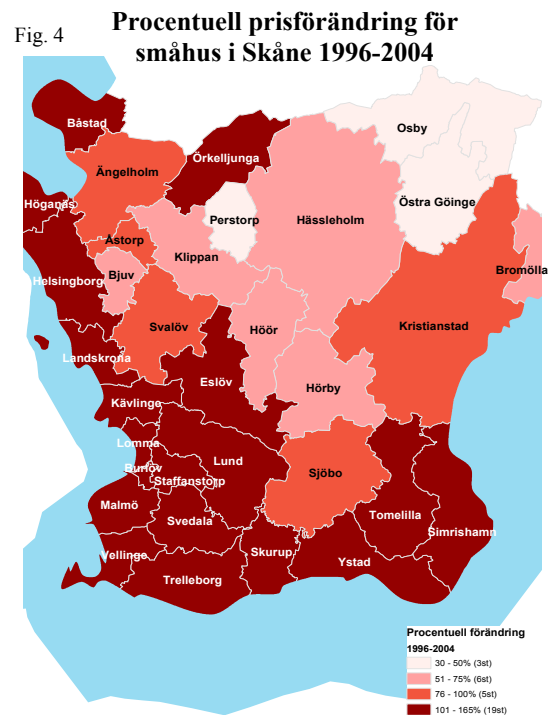 Fig. 4
Procentuell prisförändring för
småhus i Skåne 1996-2004
Båstad
Osby
Örkelljunga
Ängelholm
Östra Göinge
Höganäs
Perstorp
Hässleholm
Åstorp
Klippan
Bjuv
Bromölla
Helsingborg
Svalöv
Höör
Kristianstad
Landskrona
Eslöv
Hörby
Kävlinge
Lomma
Lund
Burlöv
Staffanstorp
Sjöbo
Malmö
Tomelilla
Svedala
Simrishamn
Vellinge
Skurup
Ystad
Trelleborg
Procentuell förändring
1996-2004
30 - 50% (3st)
51 - 75% (6st)
76 - 100% (5st)
101 - 165% (19st)